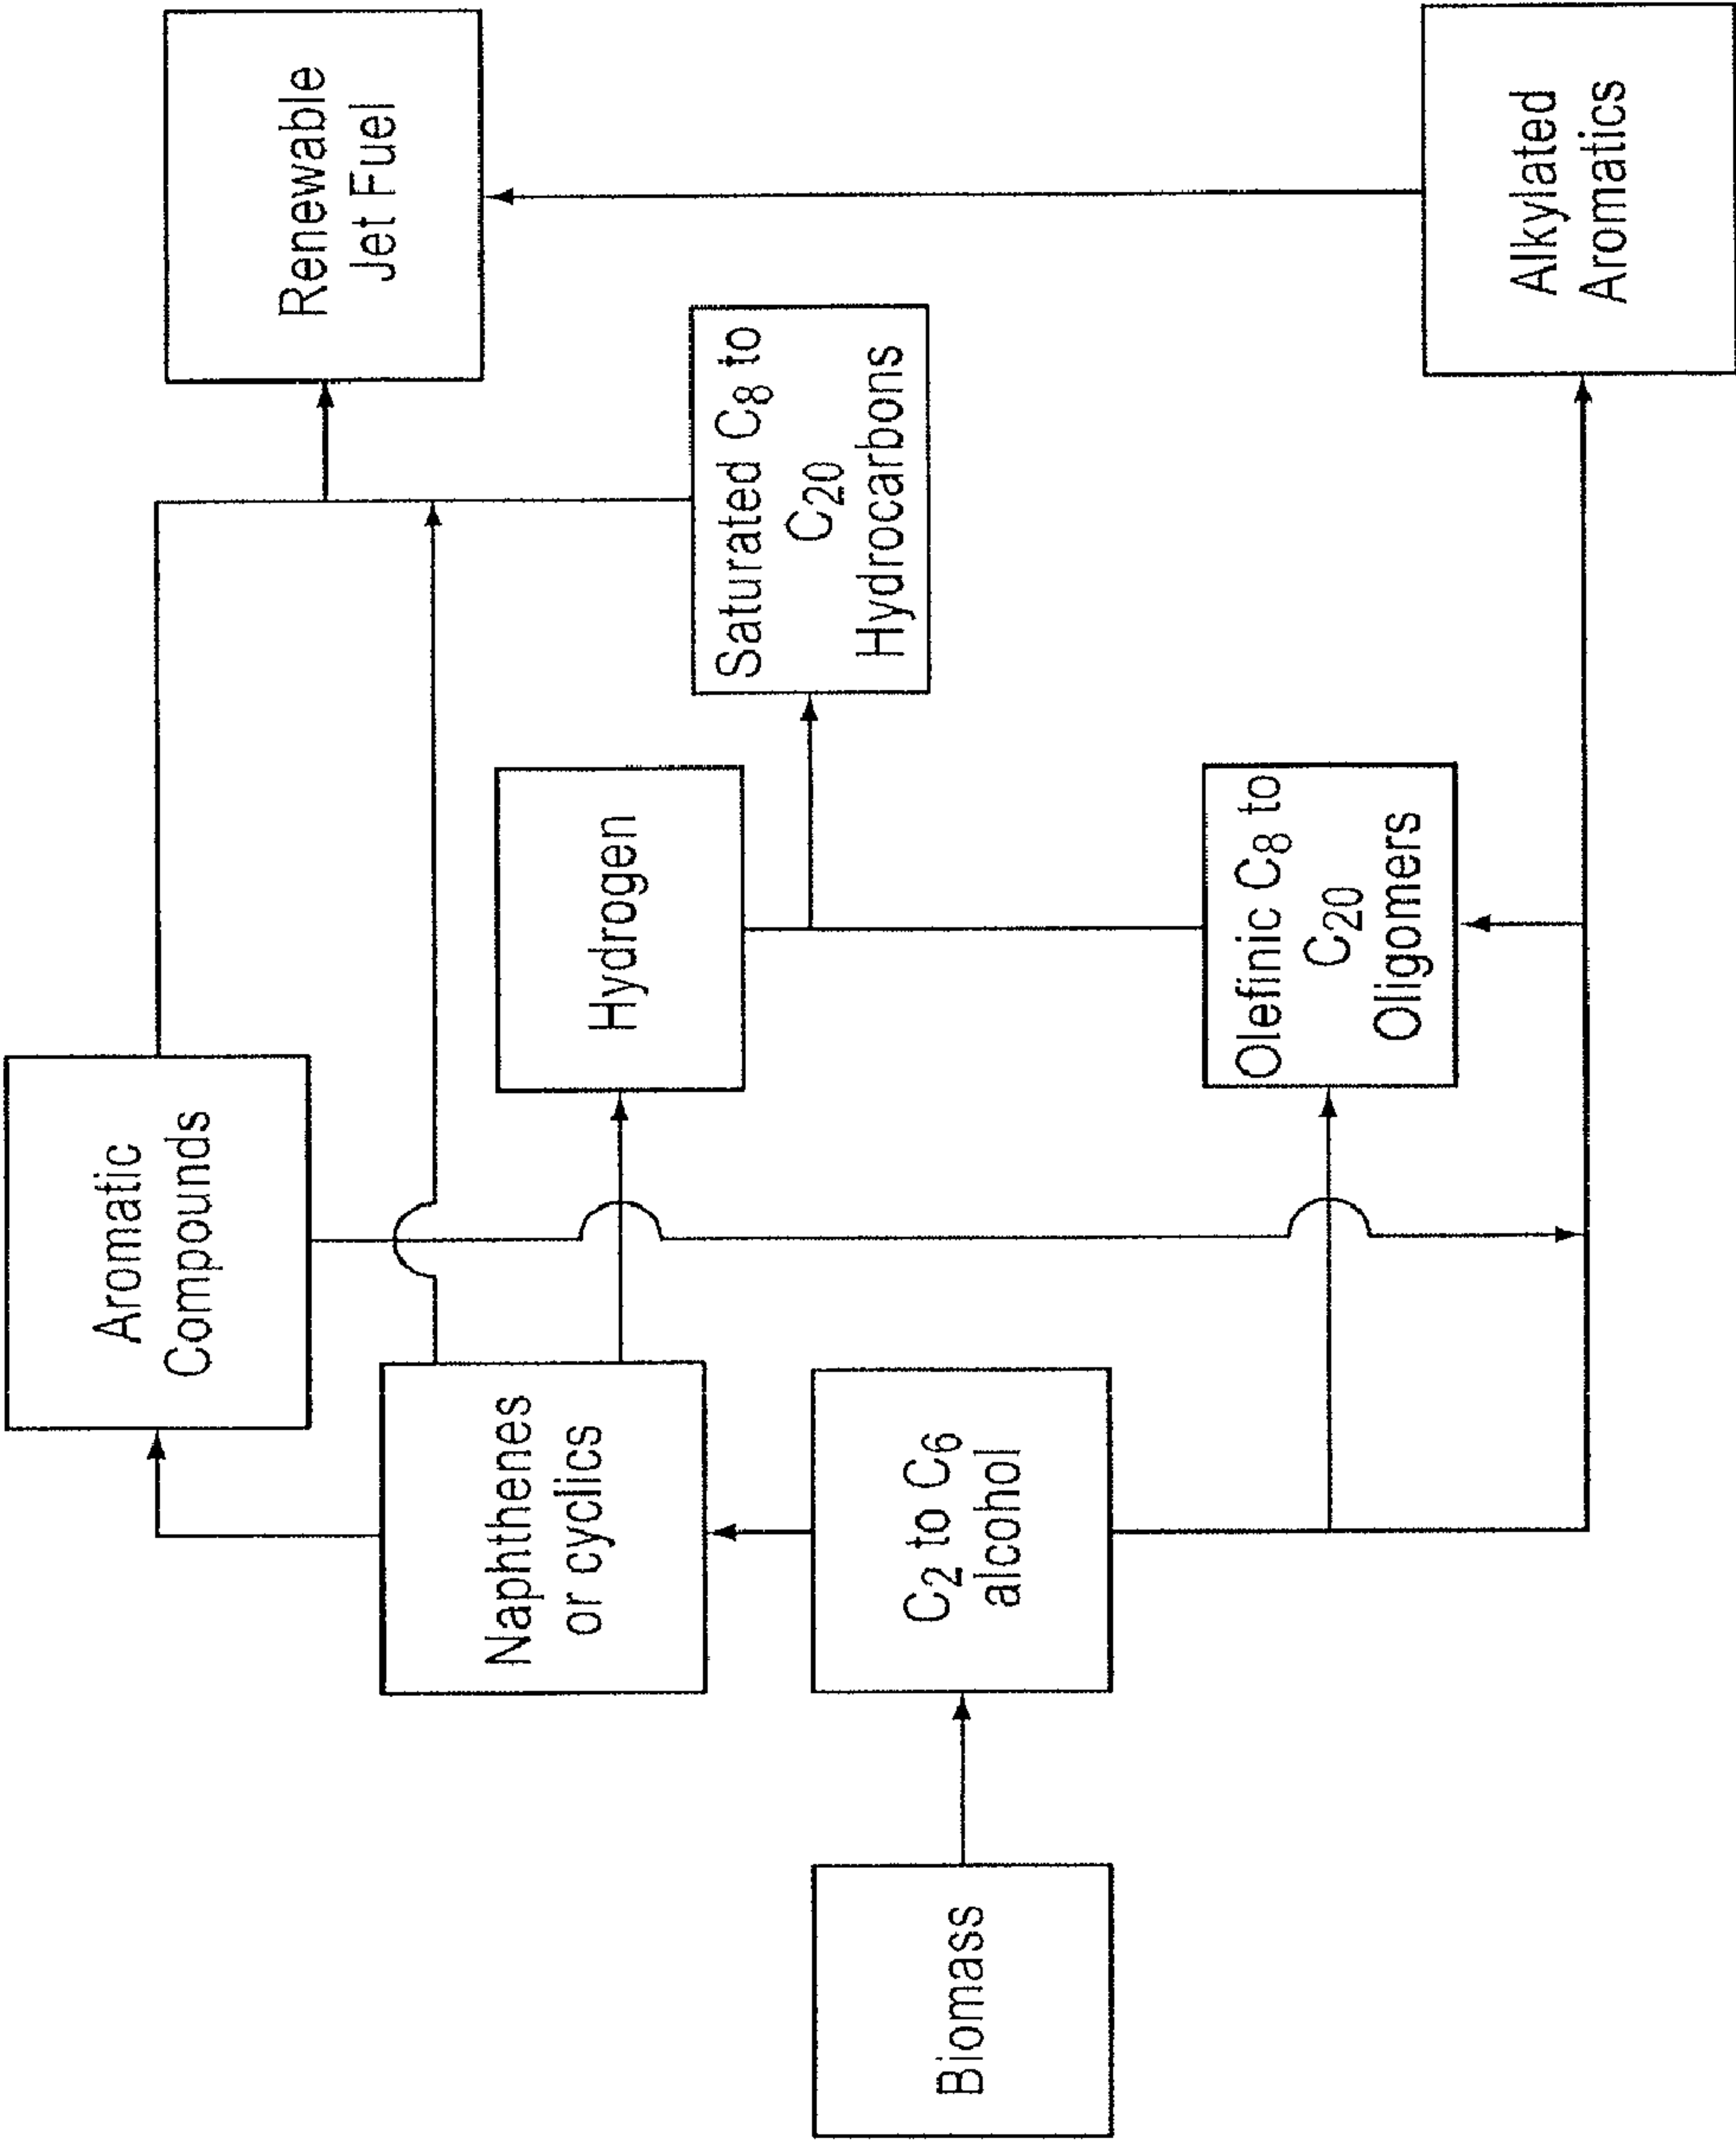 Biomass
C2 to C6
alcohol
Naphthenes
or cyclics
Aromatic
Compounds
Hydrogen
Olefinic C8 to
C20
Oligomers
Saturated C8 to
C20
Hydrocarbons
Renewable
Jet Fuel
Alkylated
Aromatics